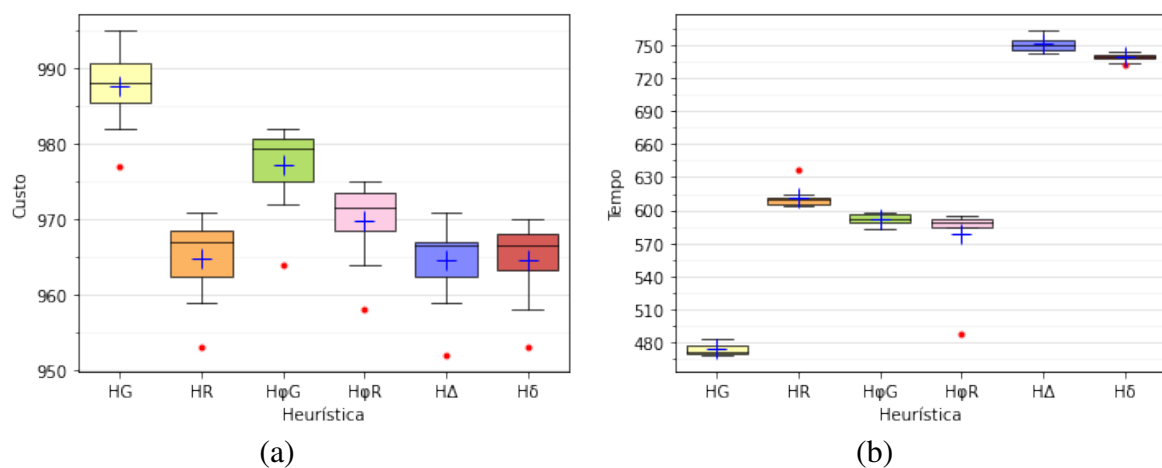 990
980
970
960
950
Custo
HG HR HφG HφR HΔ Hδ
Heurística
(a)
750
720
690
660
630
600
570
540
510
480
Tempo
HG HR HφG HφR HΔ Hδ
Heurística
(b)